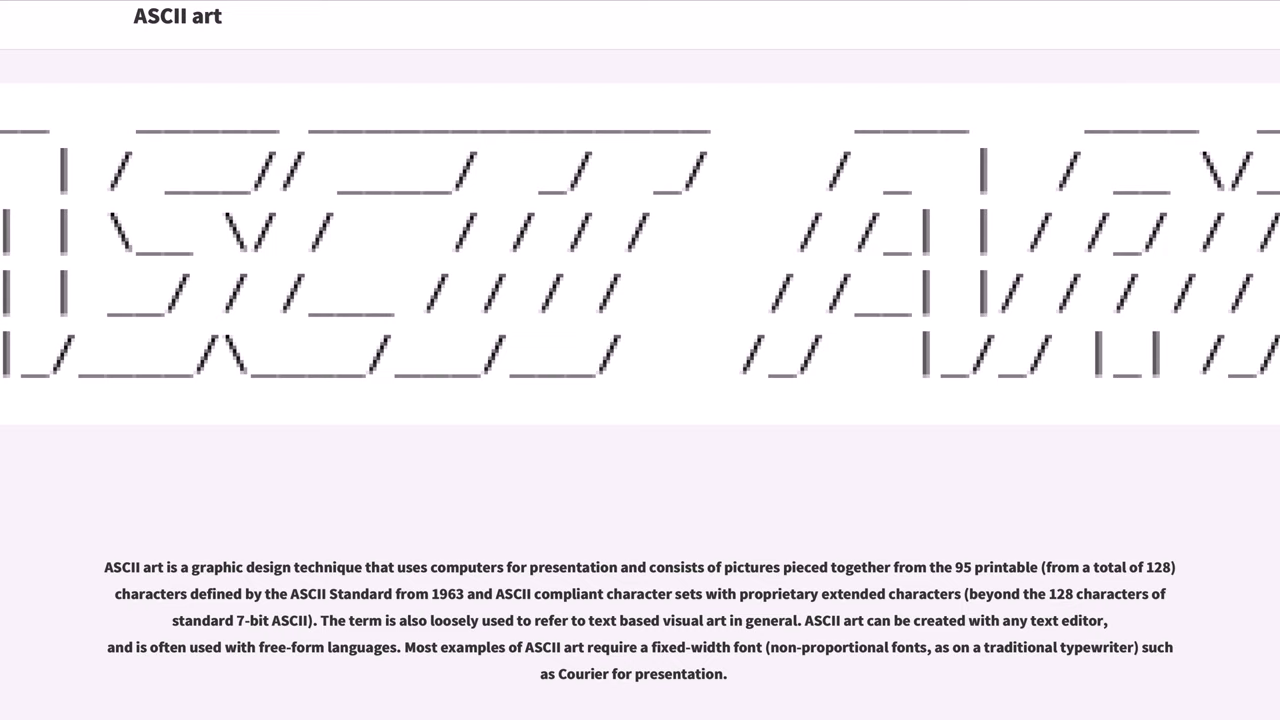 ASCII art
ASCII ART
ASCII art is a graphic design technique that uses computers for presentation and consists of pictures pieced together from the 95 printable (from a total of 128)
characters defined by the ASCII Standard from 1963 and ASCII compliant character sets with proprietary extended characters (beyond the 128 characters of
standard 7-bit ASCII). The term is also loosely used to refer to text based visual art in general. ASCII art can be created with any text editor,
and is often used with free-form languages. Most examples of ASCII art require a fixed-width font (non-proportional fonts, as on a traditional typewriter) such
as Courier for presentation.